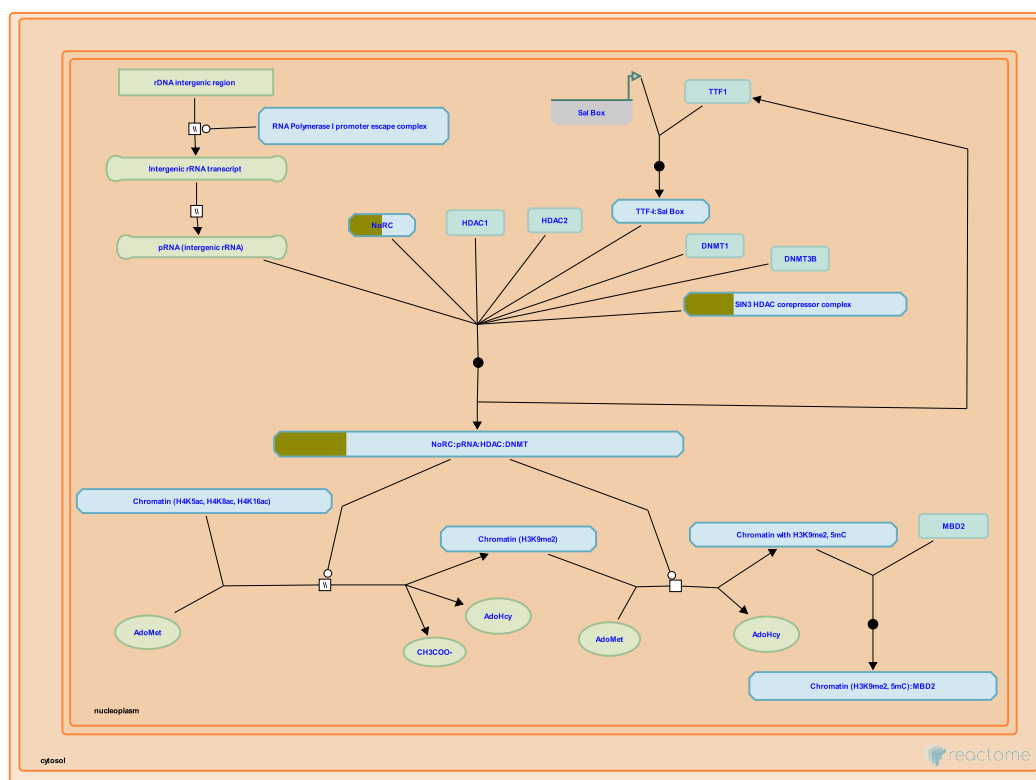 rDNA intergenic region
RNA Polymerase I promoter escape complex
Sal Box
TTF1
Intergenic rRNA transcript
\\
\\
NoRC
HDAC1
HDAC2
TTF-I:Sal Box
pRNA (intergenic rRNA)
DNMT1
DNMT3B
SIN3 HDAC corepressor complex
NoRC:pRNA:HDAC:DNMT
Chromatin (H4K5ac, H4K8ac, H4K16ac)
Chromatin (H3K9me2)
Chromatin with H3K9me2, 5mC
MBD2
\\
AdoMet
AdoHcy
CH3COO-
AdoMet
AdoHcy
Chromatin (H3K9me2, 5mC):MBD2
nucleoplasm
cytosol
reactome